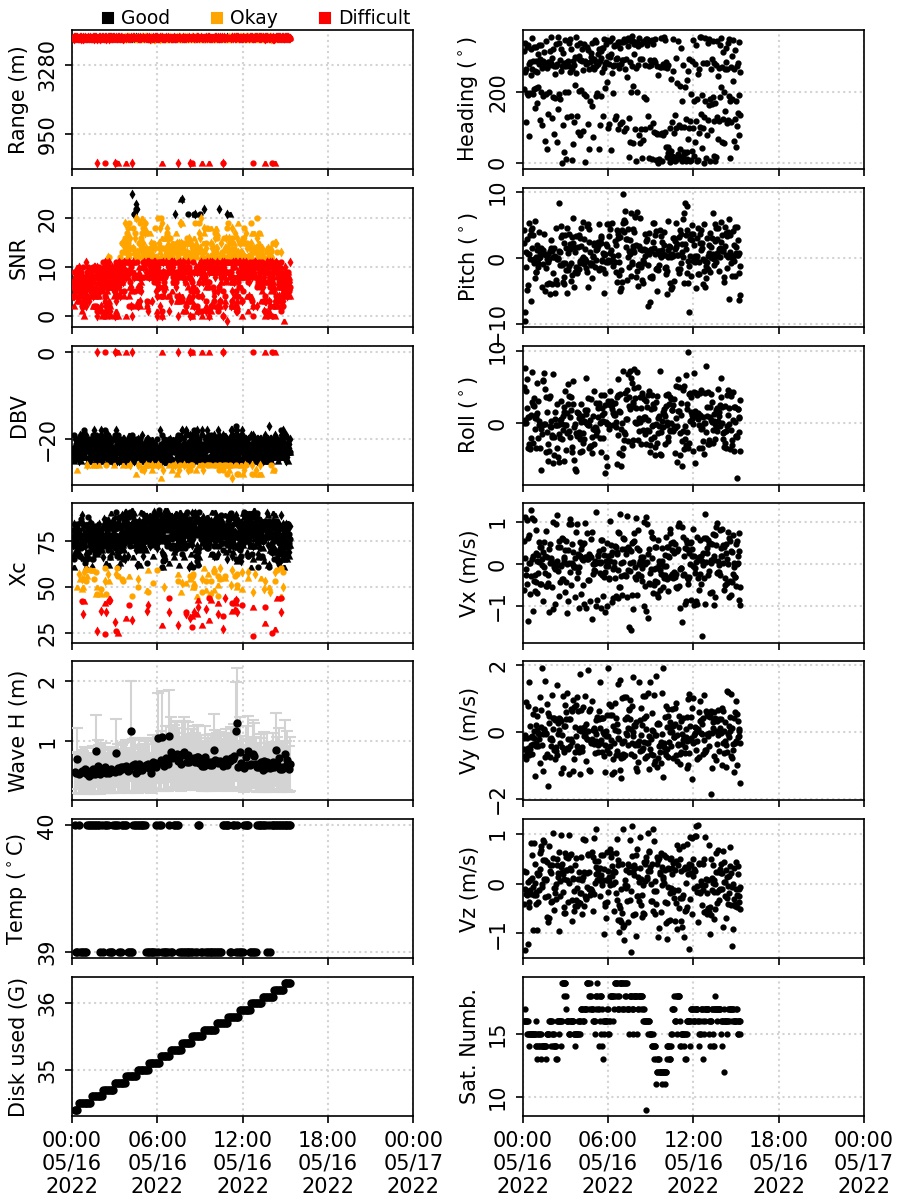 Good Okay Difficult
Range (m)
3280
950
SNR
20
10
0
DBV
0
−20
Xc
75
50
25
Wave H (m)
2
1
Temp (°C)
40
39
Disk used (G)
36
35
00:00 06:00 12:00 18:00 00:00
05/16 05/16 05/16 05/16 05/17
2022 2022 2022 2022 2022
Heading (°)
200
0
Pitch (°)
10
0
−10
Roll (°)
10
0
Vx (m/s)
1
0
−1
Vy (m/s)
2
0
−2
Vz (m/s)
1
0
−1
Sat. Numb.
15
10
00:00 06:00 12:00 18:00 00:00
05/16 05/16 05/16 05/16 05/17
2022 2022 2022 2022 2022